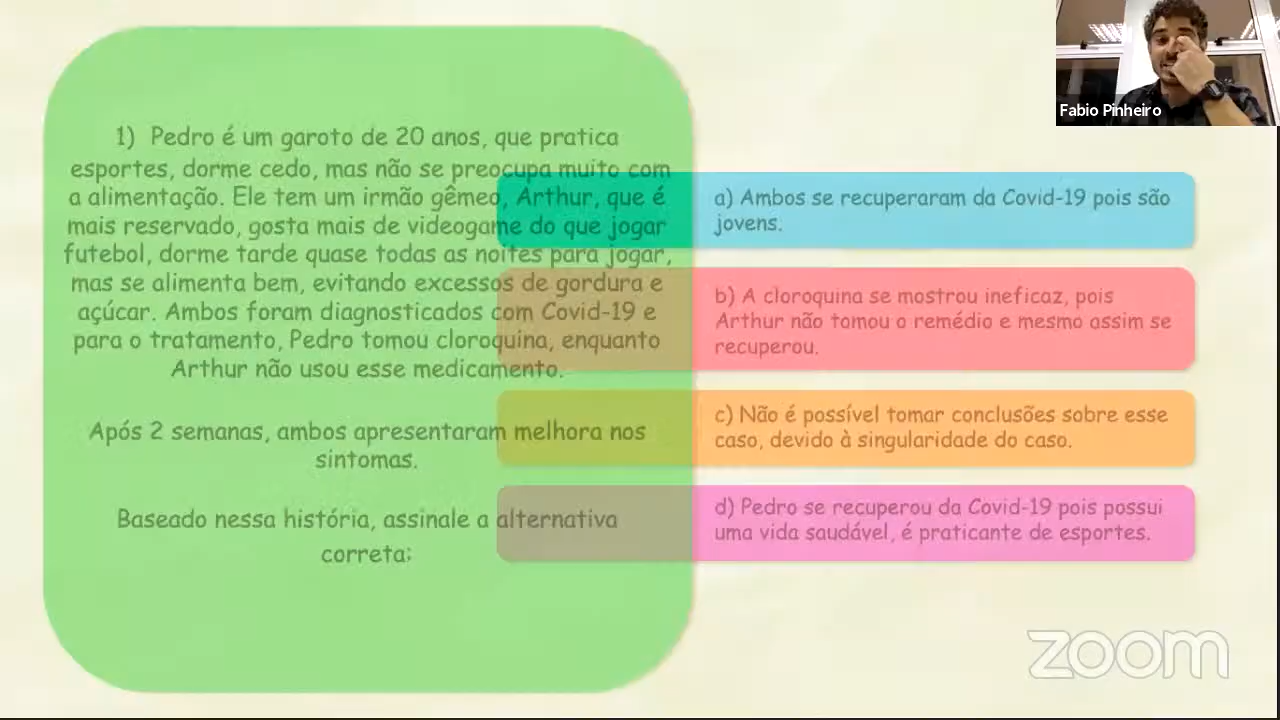 1) Pedro é um garoto de 20 anos, que pratica
esportes, dorme cedo, mas não se preocupa muito com
a alimentação. Ele tem um irmão gêmeo, Arthur, que é
mais reservado, gosta mais de videogame do que jogar
futebol, dorme tarde quase todas as noites para jogar,
mas se alimenta bem, evitando excessos de gordura e
açúcar. Ambos foram diagnosticados com Covid-19 e
para o tratamento, Pedro tomou cloroquina, enquanto
Arthur não usou esse medicamento.
Após 2 semanas, ambos apresentaram melhora nos
sintomas.
Baseado nessa história, assinale a alternativa
correta:
a) Ambos se recuperaram da Covid-19 pois são
jovens.
b) A cloroquina se mostrou ineficaz, pois
Arthur não tomou o remédio e mesmo assim se
recuperou.
c) Não é possível tomar conclusões sobre esse
caso, devido à singularidade do caso.
d) Pedro se recuperou da Covid-19 pois possui
uma vida saudável, é praticante de esportes.
Fabio Pinheiro
zoom